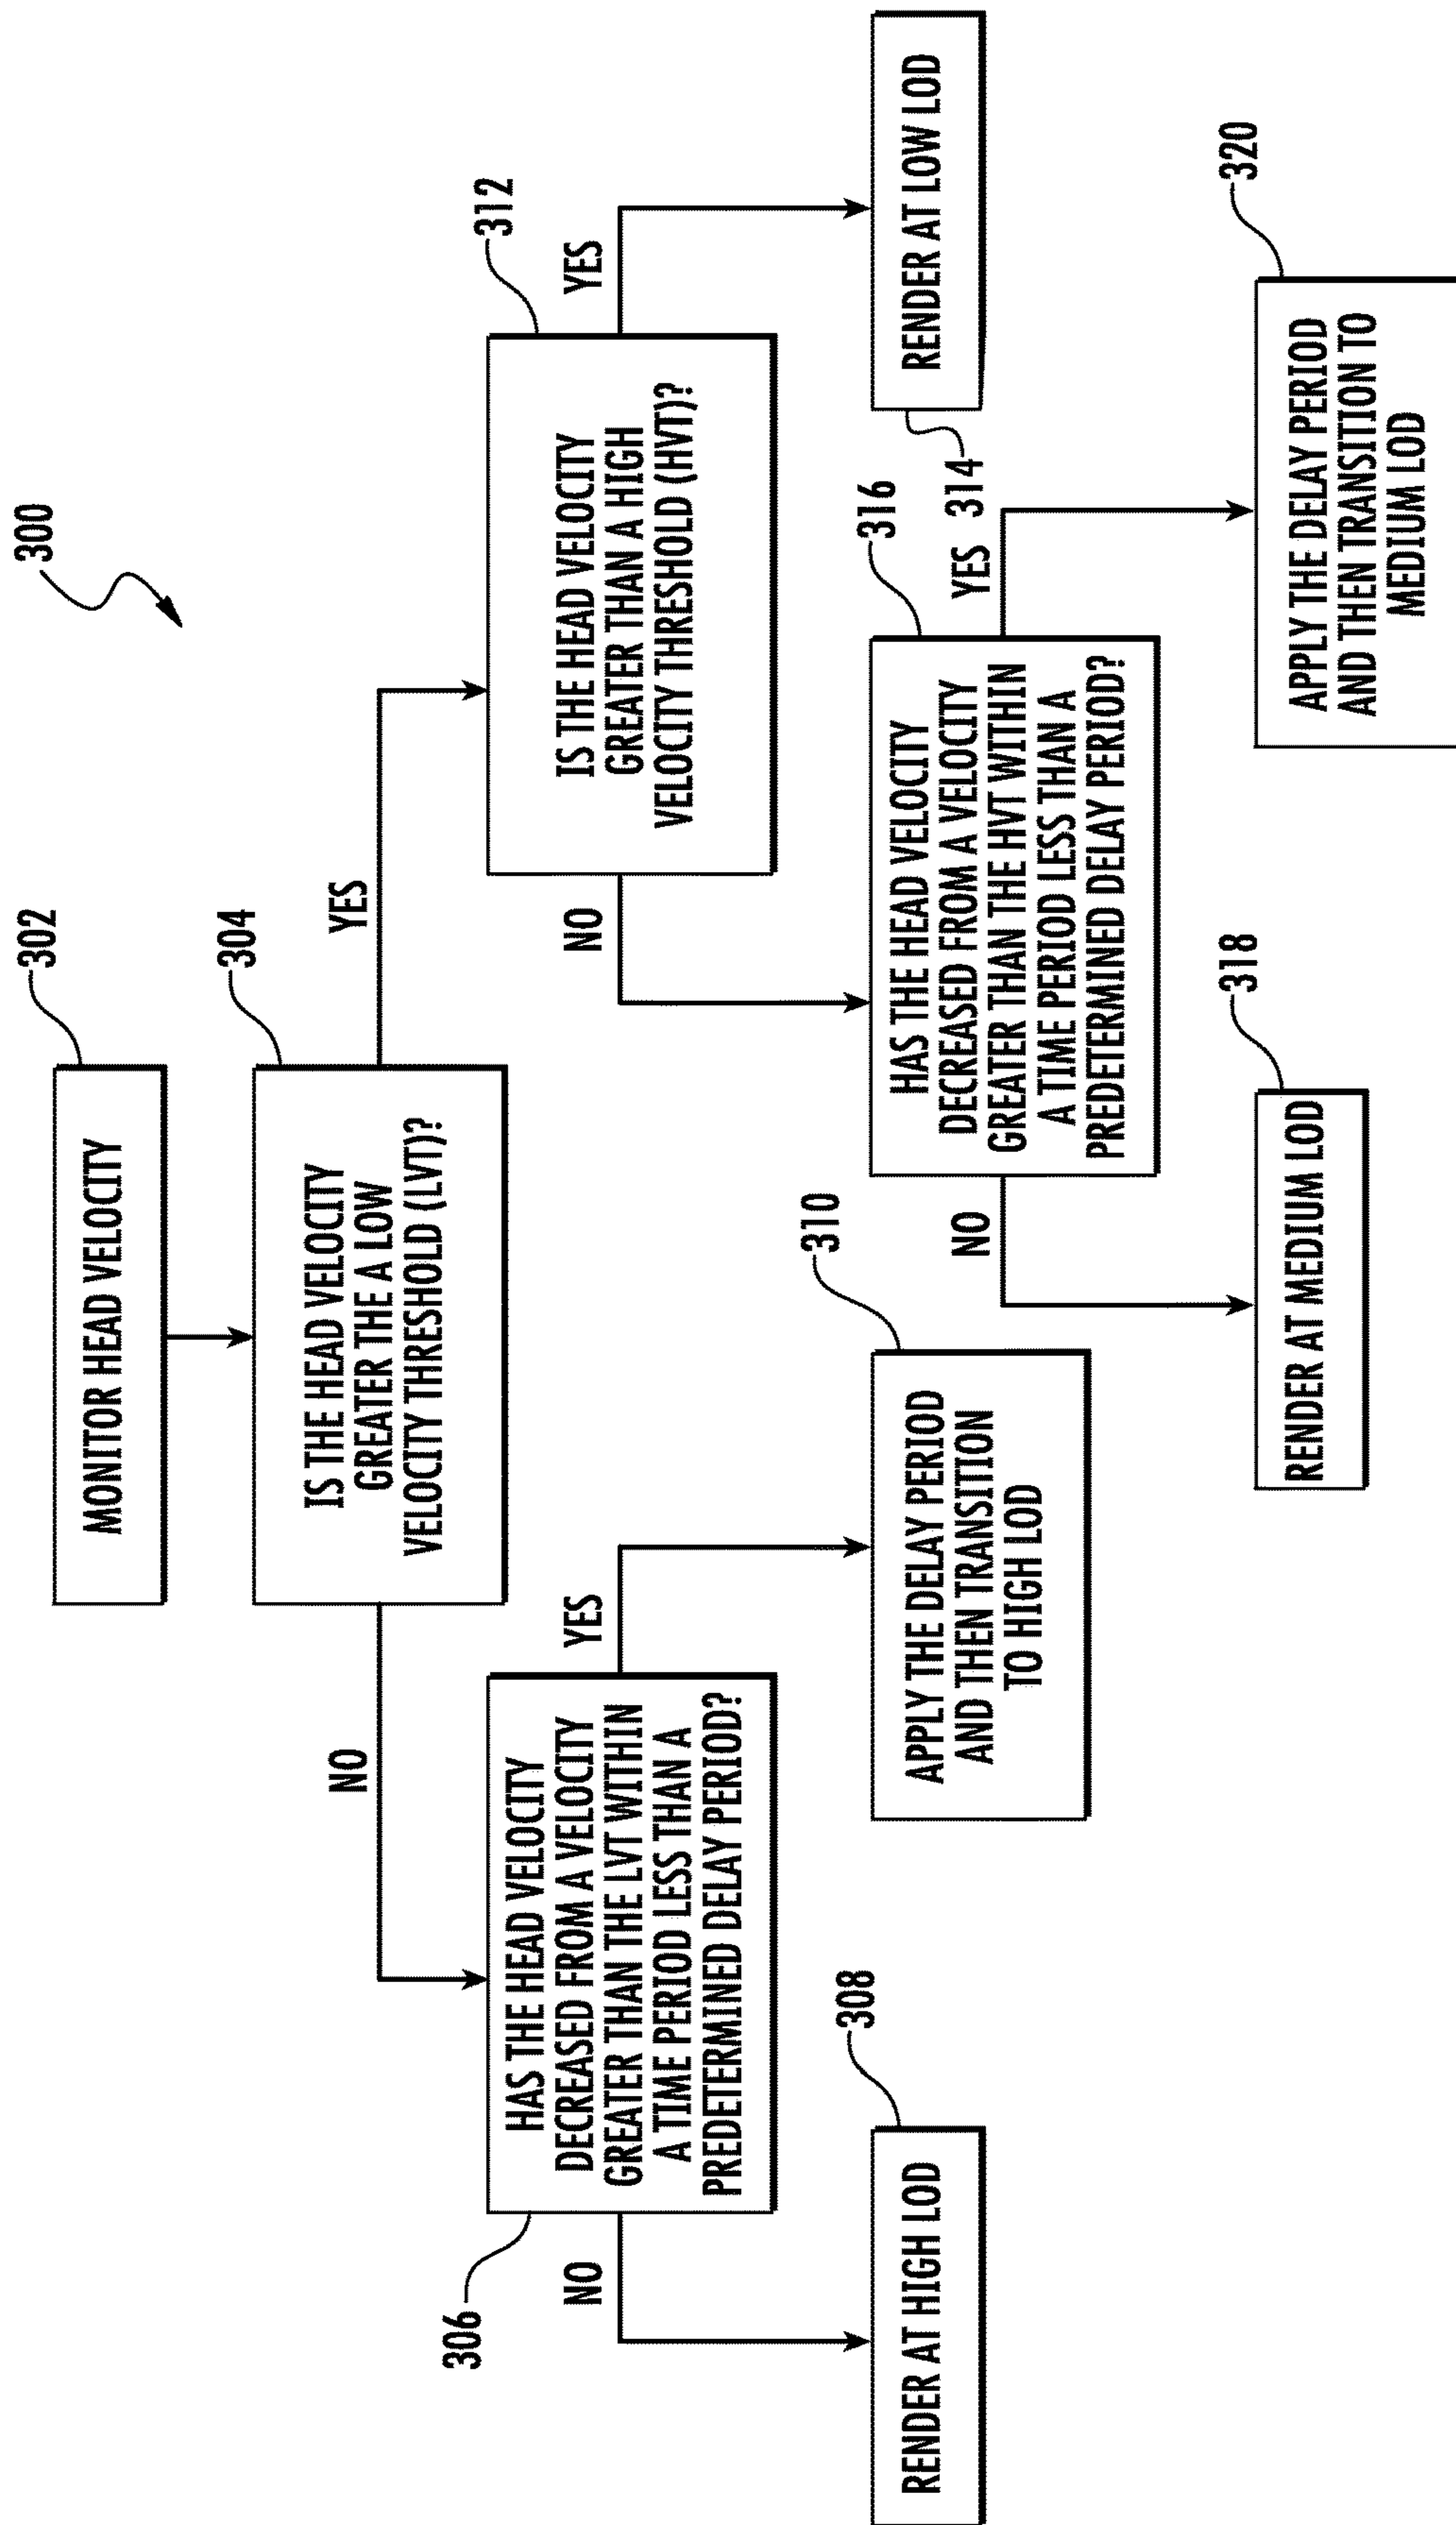 300
302
MONITOR HEAD VELOCITY
304
IS THE HEAD VELOCITY
GREATER THE A LOW
VELOCITY THRESHOLD (LVT)?
NO
YES
306
HAS THE HEAD VELOCITY
DECREASED FROM A VELOCITY
GREATER THAN THE LVT WITHIN
A TIME PERIOD LESS THAN A
PREDETERMINED DELAY PERIOD?
312
IS THE HEAD VELOCITY
GREATER THAN A HIGH
VELOCITY THRESHOLD (HVT)?
NO
YES
NO
YES
308
RENDER AT HIGH LOD
310
APPLY THE DELAY PERIOD
AND THEN TRANSITION
TO HIGH LOD
316
HAS THE HEAD VELOCITY
DECREASED FROM A VELOCITY
GREATER THAN THE HVT WITHIN
A TIME PERIOD LESS THAN A
PREDETERMINED DELAY PERIOD?
RENDER AT LOW LOD
314
NO
YES
318
RENDER AT MEDIUM LOD
320
APPLY THE DELAY PERIOD
AND THEN TRANSITION TO
MEDIUM LOD